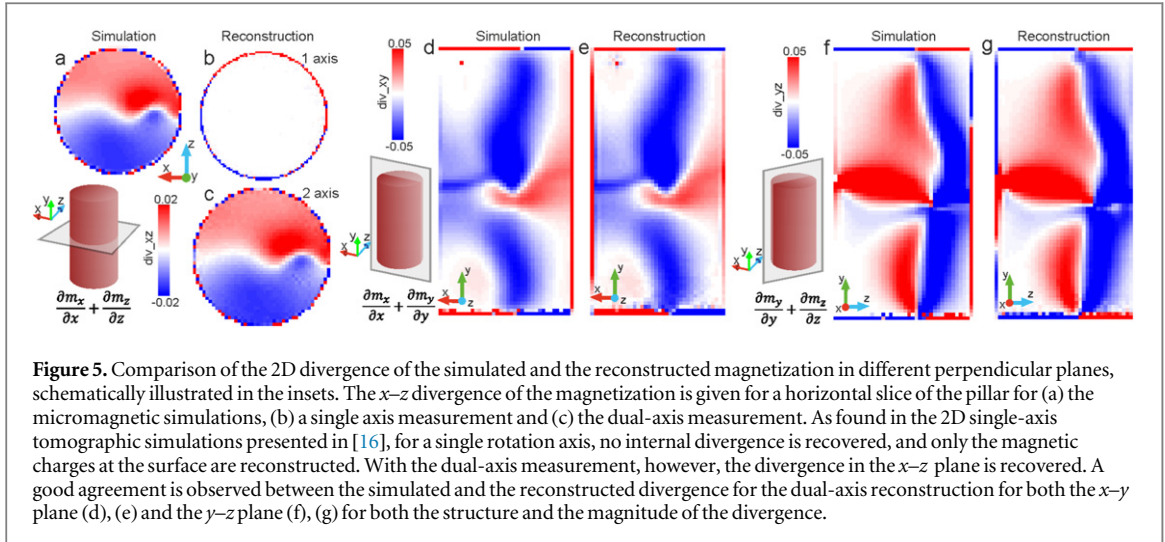 Simulation Reconstruction
a b 1 axis
z
x y
c 2 axis
y z
x
0.02
div_xz
-0.02
∂mx/∂x + ∂mz/∂z
d Simulation e Reconstruction
0.05
div_xy
-0.05
y z
x
∂mx/∂x + ∂my/∂y
y
x z
y
x z
f Simulation g Reconstruction
0.05
div_yz
-0.05
y z
x
∂my/∂y + ∂mz/∂z
y
x z
y
x z
Figure 5. Comparison of the 2D divergence of the simulated and the reconstructed magnetization in different perpendicular planes,
schematically illustrated in the insets. The x–z divergence of the magnetization is given for a horizontal slice of the pillar for (a) the
micromagnetic simulations, (b) a single axis measurement and (c) the dual-axis measurement. As found in the 2D single-axis
tomographic simulations presented in [16], for a single rotation axis, no internal divergence is recovered, and only the magnetic
charges at the surface are reconstructed. With the dual-axis measurement, however, the divergence in the x–z plane is recovered. A
good agreement is observed between the simulated and the reconstructed divergence for the dual-axis reconstruction for both the x–y
plane (d), (e) and the y–z plane (f), (g) for both the structure and the magnitude of the divergence.